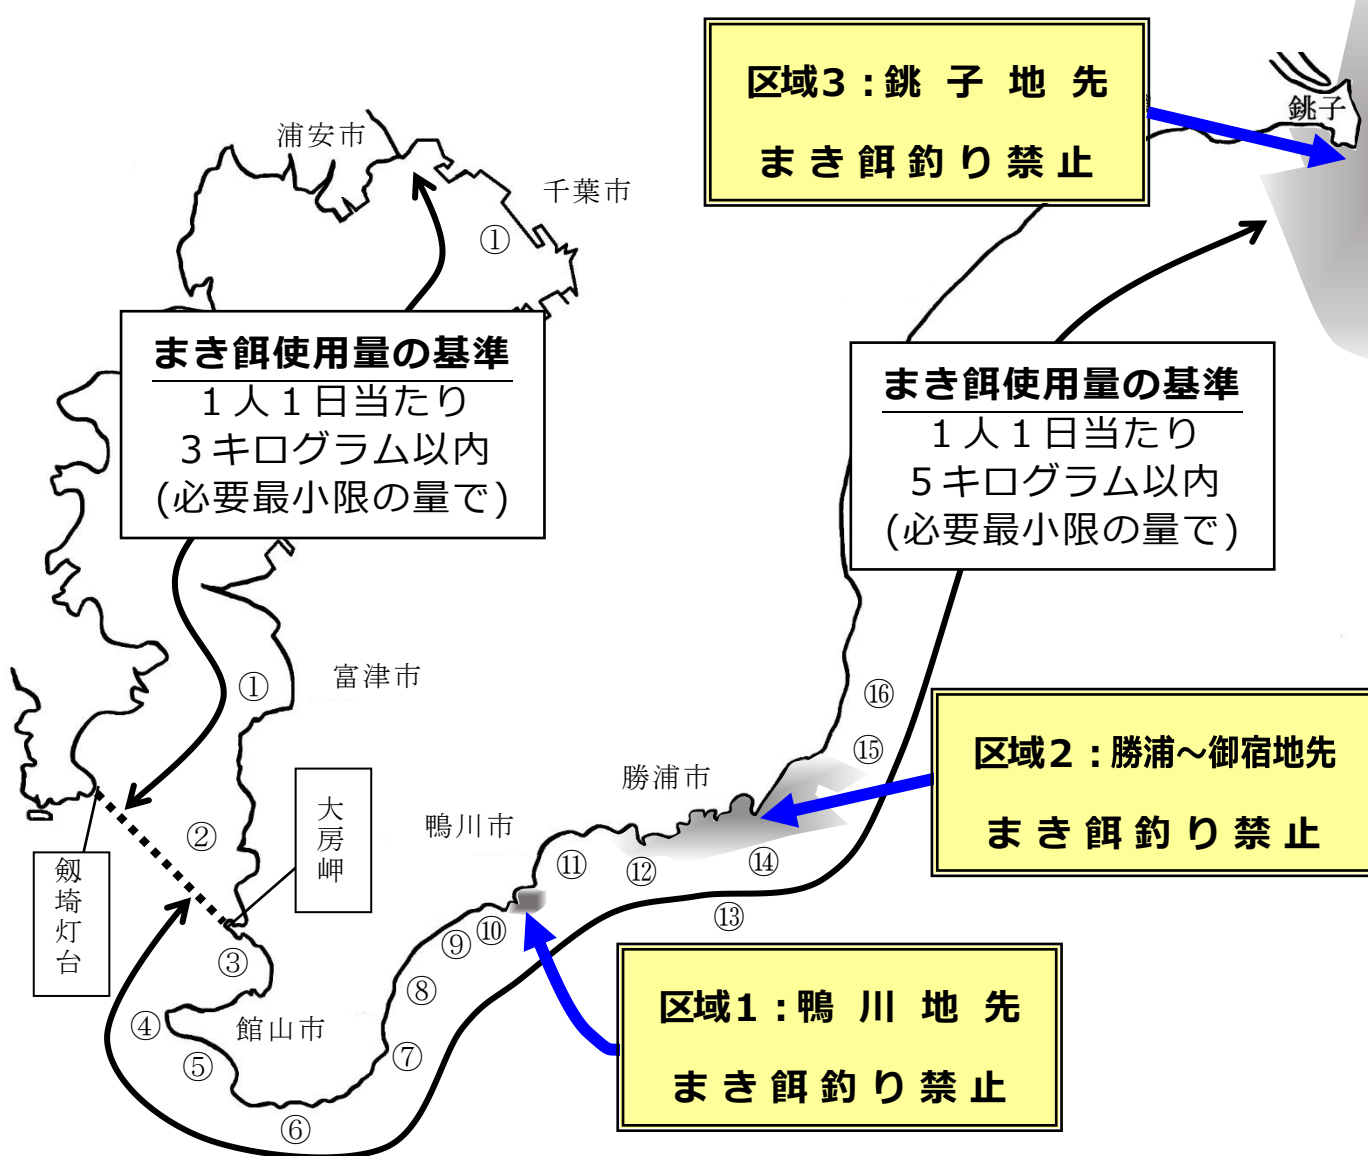 区域3：銚子地先
まき餌釣り禁止
銚子
浦安市
千葉市
①
まき餌使用量の基準
1人1日当たり
3キログラム以内
(必要最小限の量で)
まき餌使用量の基準
1人1日当たり
5キログラム以内
(必要最小限の量で)
①
富津市
⑯
⑮
区域2：勝浦～御宿地先
まき餌釣り禁止
勝浦市
大房岬
鴨川市
②
剱埼灯台
⑪
⑫
⑭
⑬
③
⑨
⑩
⑧
区域1：鴨川地先
まき餌釣り禁止
④
館山市
⑤
⑦
⑥